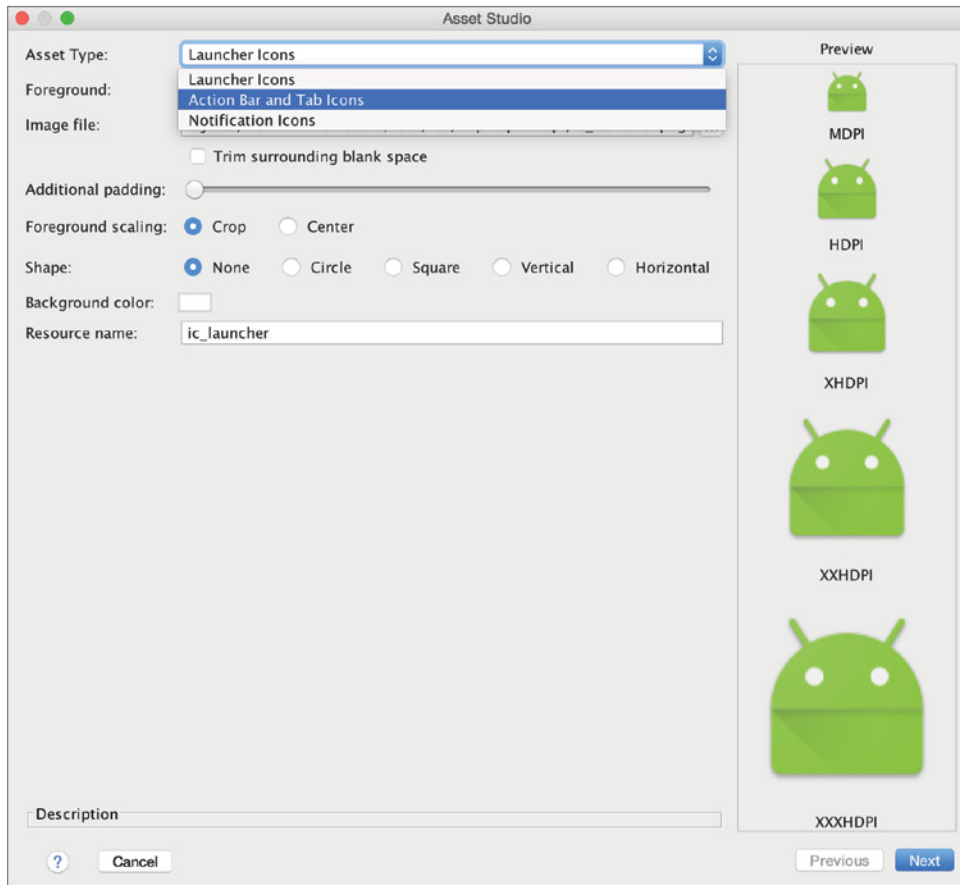 Asset Studio
Asset Type:
Launcher Icons
Launcher Icons
Action Bar and Tab Icons
Notification Icons
Foreground:
Image file:
Trim surrounding blank space
Additional padding:
Foreground scaling: Crop Center
Shape: None Circle Square Vertical Horizontal
Background color:
Resource name: ic_launcher
Preview
MDPI
HDPI
XHDPI
XXHDPI
XXXHDPI
Description
? Cancel Previous Next